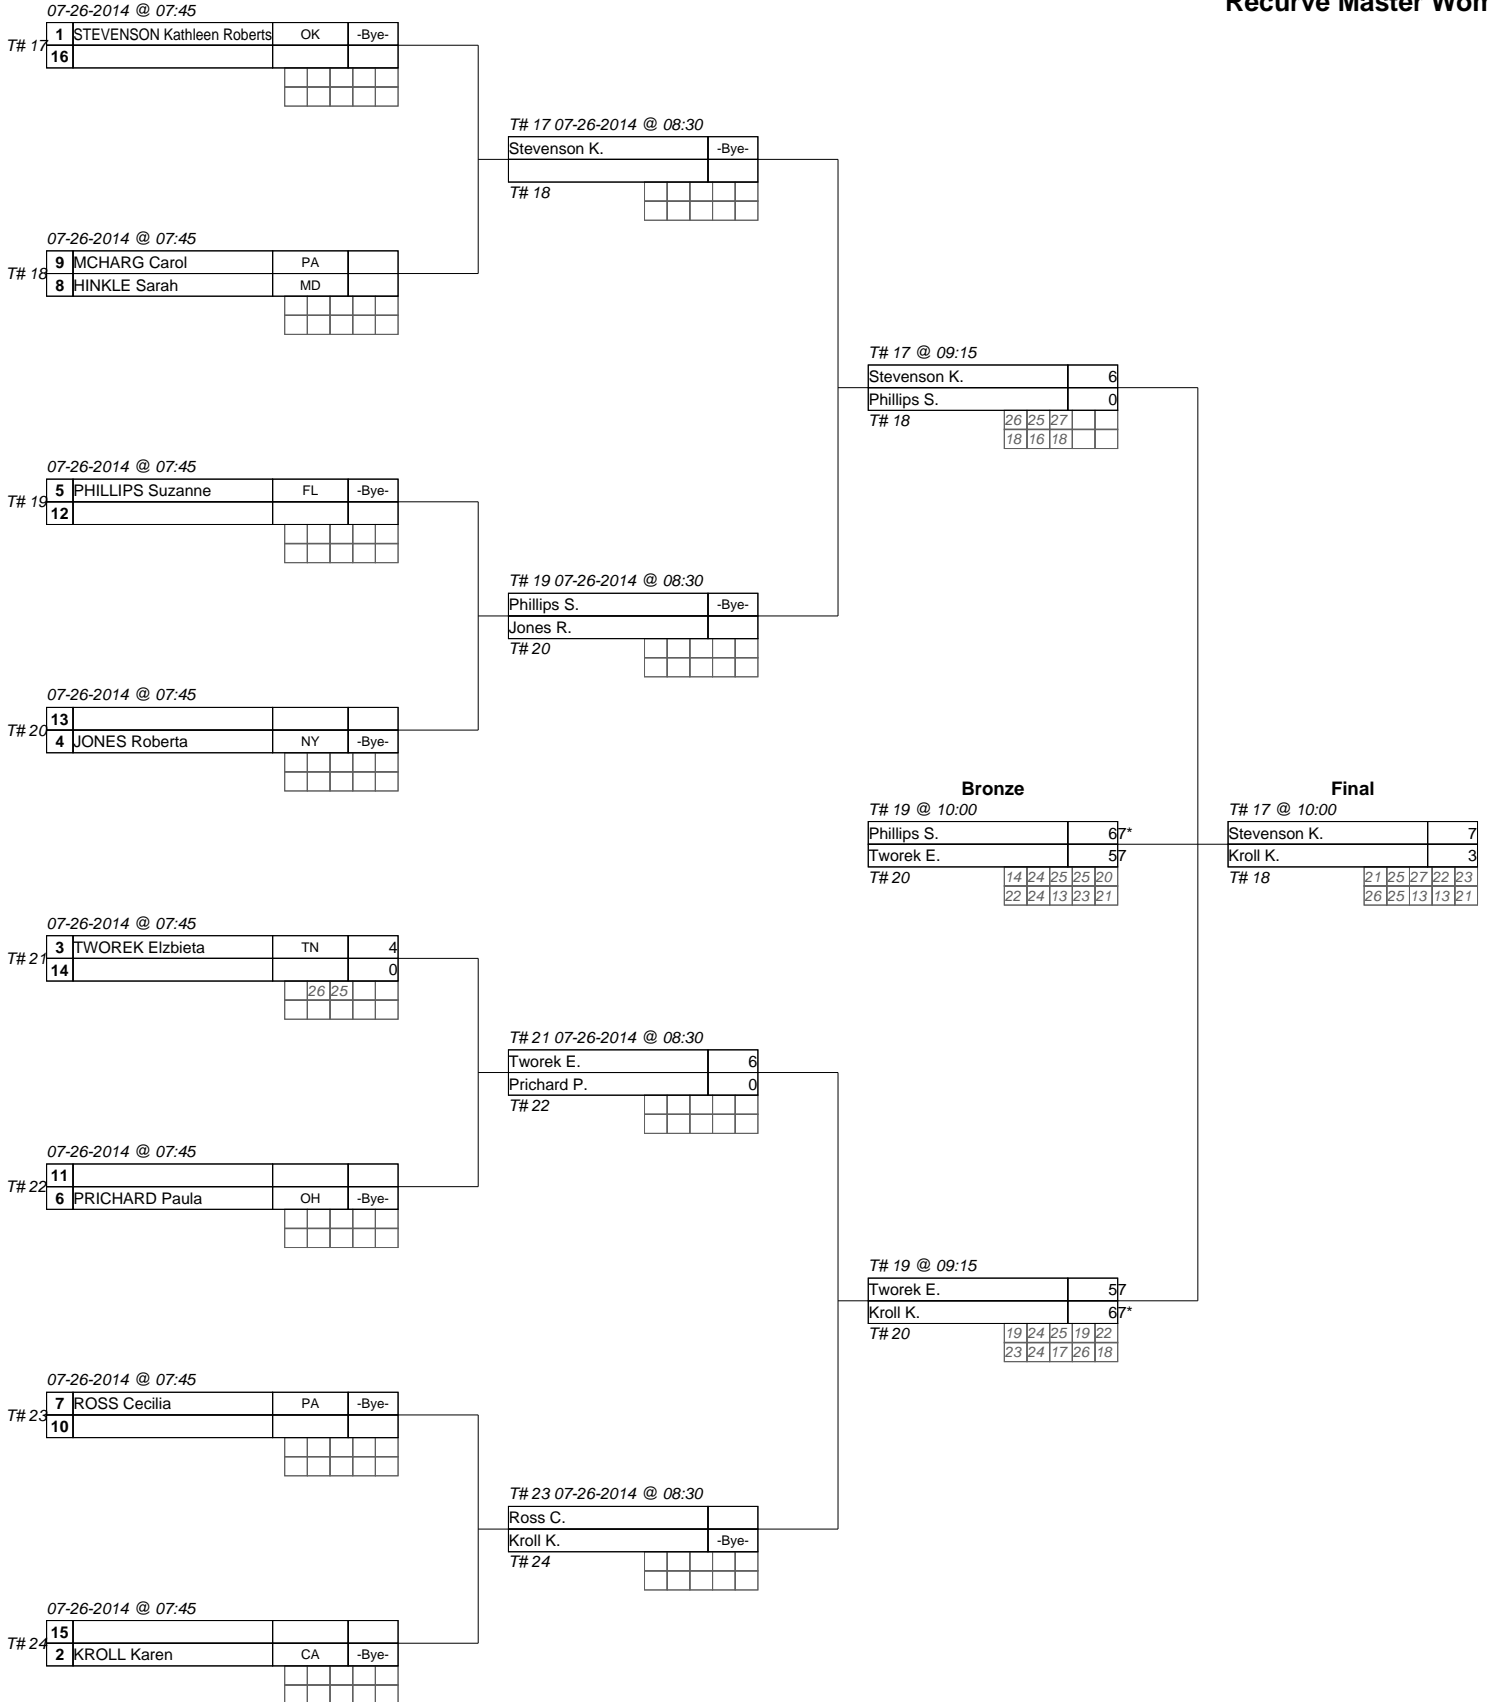 Recurve Master Wom
07-26-2014 @ 07:45
T# 17
1 STEVENSON Kathleen Roberts OK -Bye-
16
T# 17 07-26-2014 @ 08:30
Stevenson K. -Bye-
T# 18
07-26-2014 @ 07:45
T# 18
9 MCHARG Carol PA
8 HINKLE Sarah MD
T# 17 @ 09:15
Stevenson K. 6
Phillips S. 0
T# 18 26 25 27
18 16 18
07-26-2014 @ 07:45
T# 19
5 PHILLIPS Suzanne FL -Bye-
12
T# 19 07-26-2014 @ 08:30
Phillips S. -Bye-
Jones R.
T# 20
07-26-2014 @ 07:45
T# 20
13
4 JONES Roberta NY -Bye-
Bronze
T# 19 @ 10:00
Phillips S. 67*
Tworek E. 57
T# 20 14 24 25 25 20
22 24 13 23 21
Final
T# 17 @ 10:00
Stevenson K. 7
Kroll K. 3
T# 18 21 25 27 22 23
26 25 13 13 21
07-26-2014 @ 07:45
T# 21
3 TWOREK Elzbieta TN 4
14 0
26 25
T# 21 07-26-2014 @ 08:30
Tworek E. 6
Prichard P. 0
T# 22
07-26-2014 @ 07:45
T# 22
11
6 PRICHARD Paula OH -Bye-
T# 19 @ 09:15
Tworek E. 57
Kroll K. 67*
T# 20 19 24 25 19 22
23 24 17 26 18
07-26-2014 @ 07:45
T# 23
7 ROSS Cecilia PA -Bye-
10
T# 23 07-26-2014 @ 08:30
Ross C.
Kroll K. -Bye-
T# 24
07-26-2014 @ 07:45
T# 24
15
2 KROLL Karen CA -Bye-